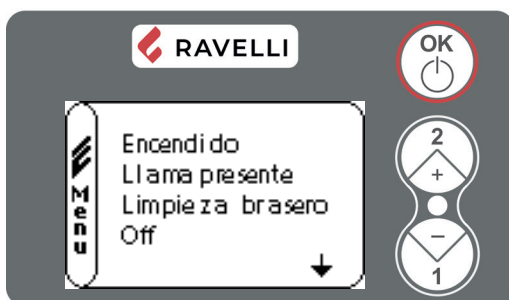 RAVELLI
OK
Encendido
Llama presente
Limpieza brasero
Off
Menu
2
+
–
1